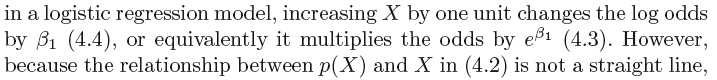 in a logistic regression model, increasing X by one unit changes the log odds
by β₁ (4.4), or equivalently it multiplies the odds by e^β₁ (4.3). However,
because the relationship between p(X) and X in (4.2) is not a straight line,